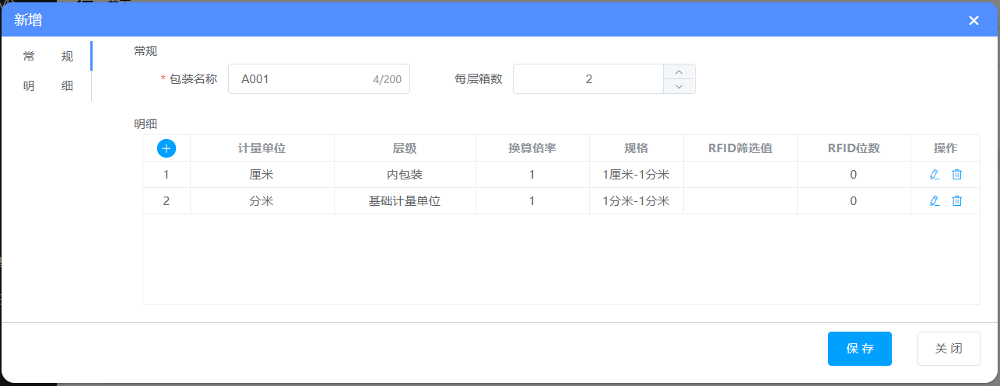 新增
常 规
明 细
常规
* 包装名称 A001 4/200 每层箱数 2
明细
计量单位 层级 换算倍率 规格 RFID筛选值 RFID位数 操作
1 厘米 内包装 1 1厘米-1分米 0
2 分米 基础计量单位 1 1分米-1分米 0
保 存 关 闭